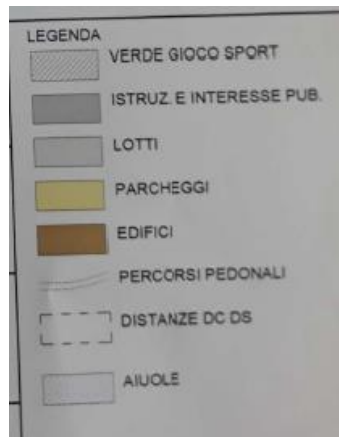 LEGENDA
VERDE GIOCO SPORT
ISTRUZ. E INTERESSE PUB.
LOTTI
PARCHEGGI
EDIFICI
PERCORSI PEDONALI
DISTANZE DC DS
AIUOLE